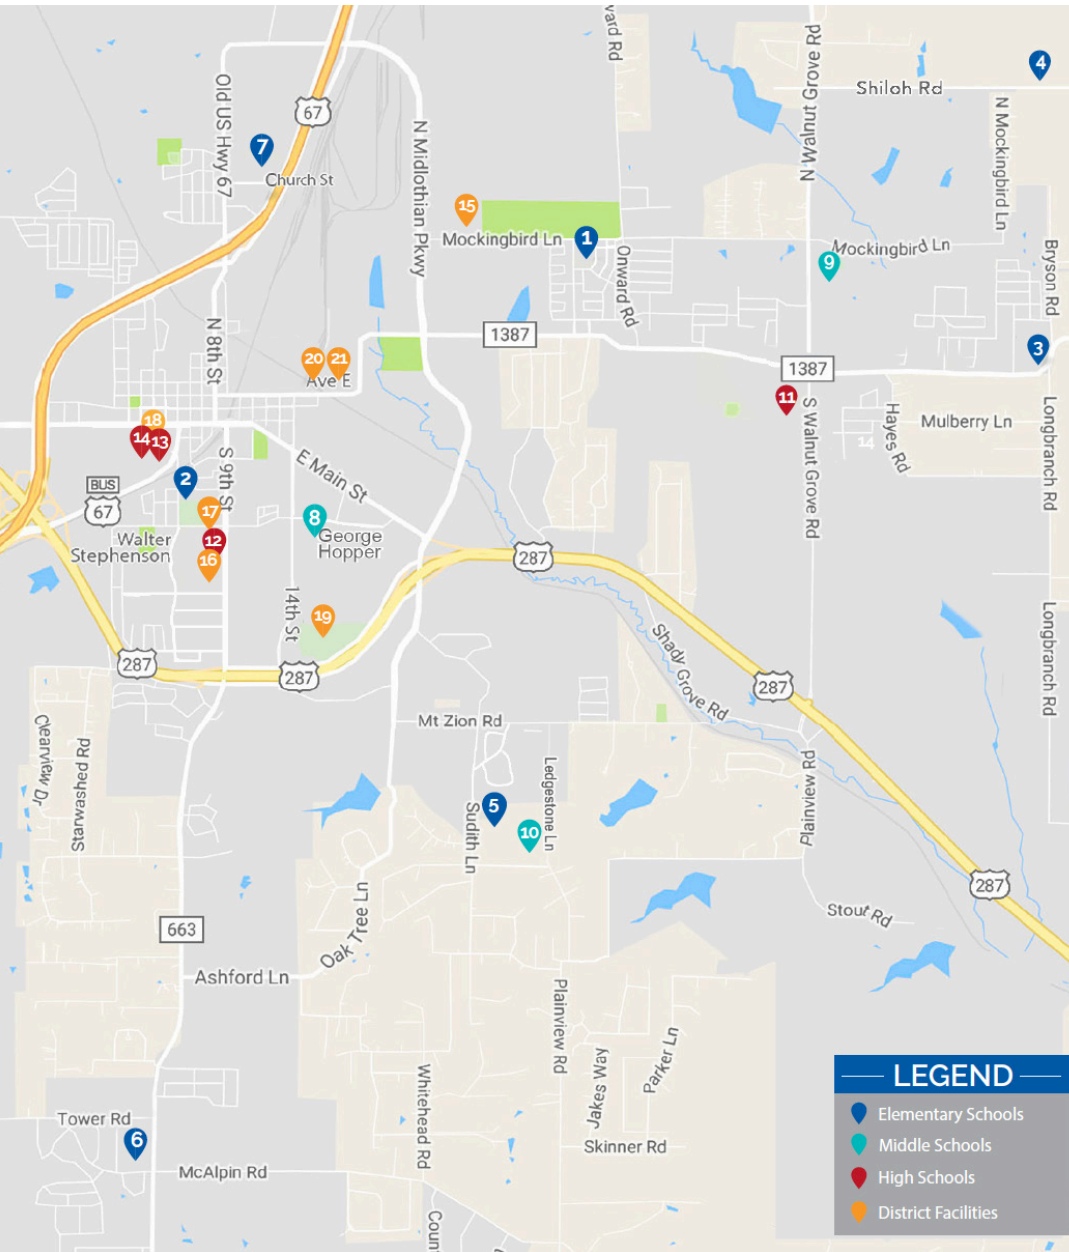 vard Rd
4
Shiloh Rd
N Walnut Grove Rd
Old US Hwy 67
67
N Mockingbird Ln
7
Church St
N Midlothian Pkwy
15
Mockingbird Ln
1
Onward Rd
Mockingbird Ln
9
Bryson Rd
N 8th St
1387
3
20
21
Ave E
1387
11
18
14
13
S Walnut Grove Rd
Hayes Rd
Mulberry Ln
14
Longbranch Rd
S 9th St
E Main St
2
BUS
67
17
8
George
Hopper
Walter
Stephenson
12
16
287
14th St
19
287
287
Shady Grove Rd
287
Longbranch Rd
Clearview Dr
Starwashed Rd
Mt Zion Rd
Ledgestone Ln
Plainview Rd
5
10
Sudith Ln
287
Oak Tree Ln
Stout Rd
663
Ashford Ln
Plainview Rd
Jakes Way
Parker Ln
Whitehead Rd
Skinner Rd
Tower Rd
6
McAlpin Rd
Coun
LEGEND
Elementary Schools
Middle Schools
High Schools
District Facilities